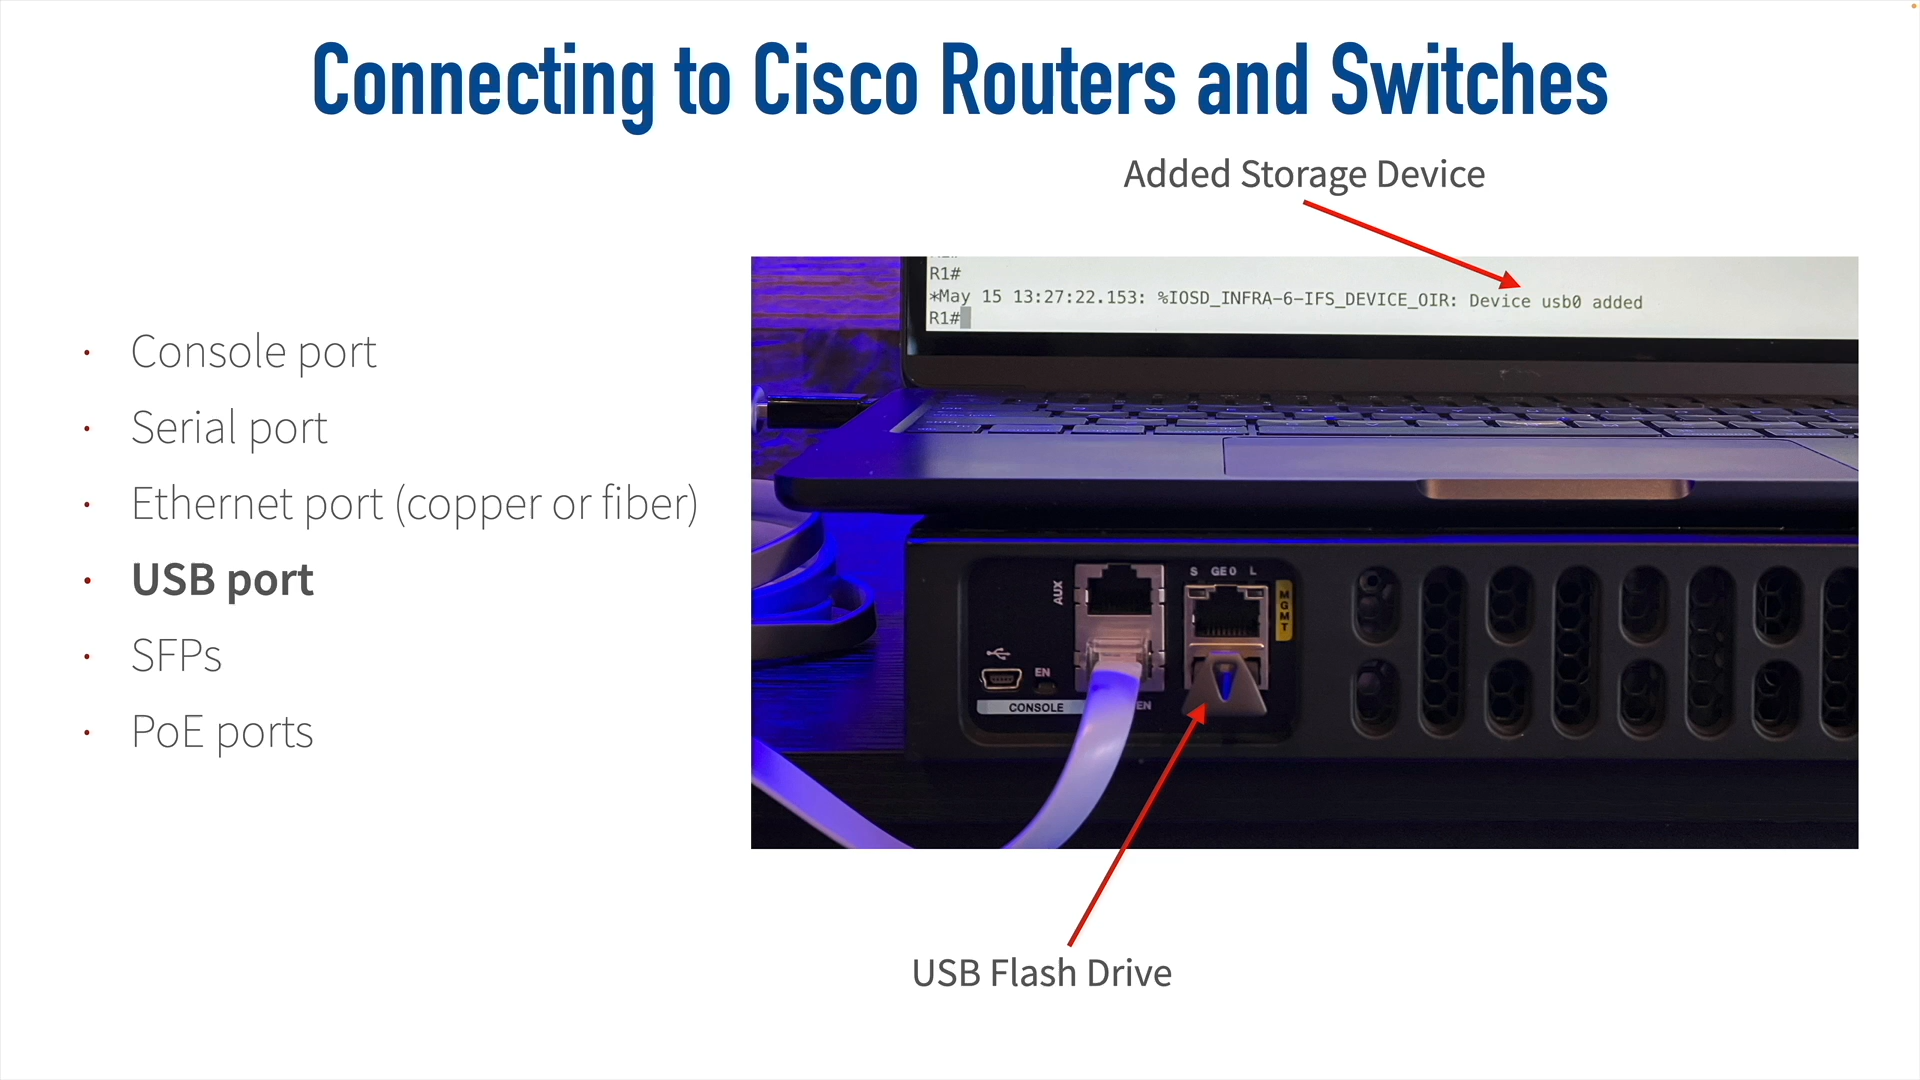 Connecting to Cisco Routers and Switches
Added Storage Device
R1#
*May 15 13:27:22.153: %IOSD_INFRA-6-IFS_DEVICE_OIR: Device usb0 added
R1#
• Console port
• Serial port
• Ethernet port (copper or fiber)
• USB port
• SFPs
• PoE ports
AUX
S GE0 L
MGMT
EN
CONSOLE
EN
USB Flash Drive